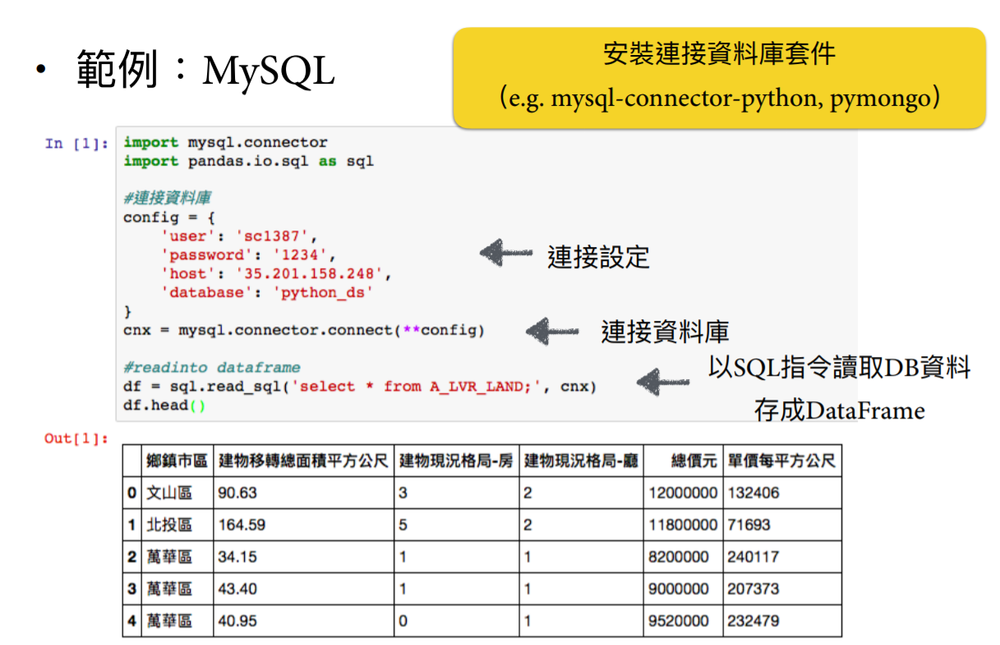 • 範例：MySQL
安裝連接資料庫套件
（e.g. mysql-connector-python, pymongo）
In [1]:
import mysql.connector
import pandas.io.sql as sql
#連接資料庫
config = {
'user': 'sc1387',
'password': '1234',
'host': '35.201.158.248',
'database': 'python_ds'
}
連接設定
cnx = mysql.connector.connect(**config)
連接資料庫
#readinto dataframe
df = sql.read_sql('select * from A_LVR_LAND;', cnx)
df.head()
以SQL指令讀取DB資料
存成DataFrame
Out[1]:
鄉鎮市區 建物移轉總面積平方公尺 建物現況格局-房 建物現況格局-廳 總價元 單價每平方公尺
0 文山區 90.63 3 2 12000000 132406
1 北投區 164.59 5 2 11800000 71693
2 萬華區 34.15 1 1 8200000 240117
3 萬華區 43.40 1 1 9000000 207373
4 萬華區 40.95 0 1 9520000 232479